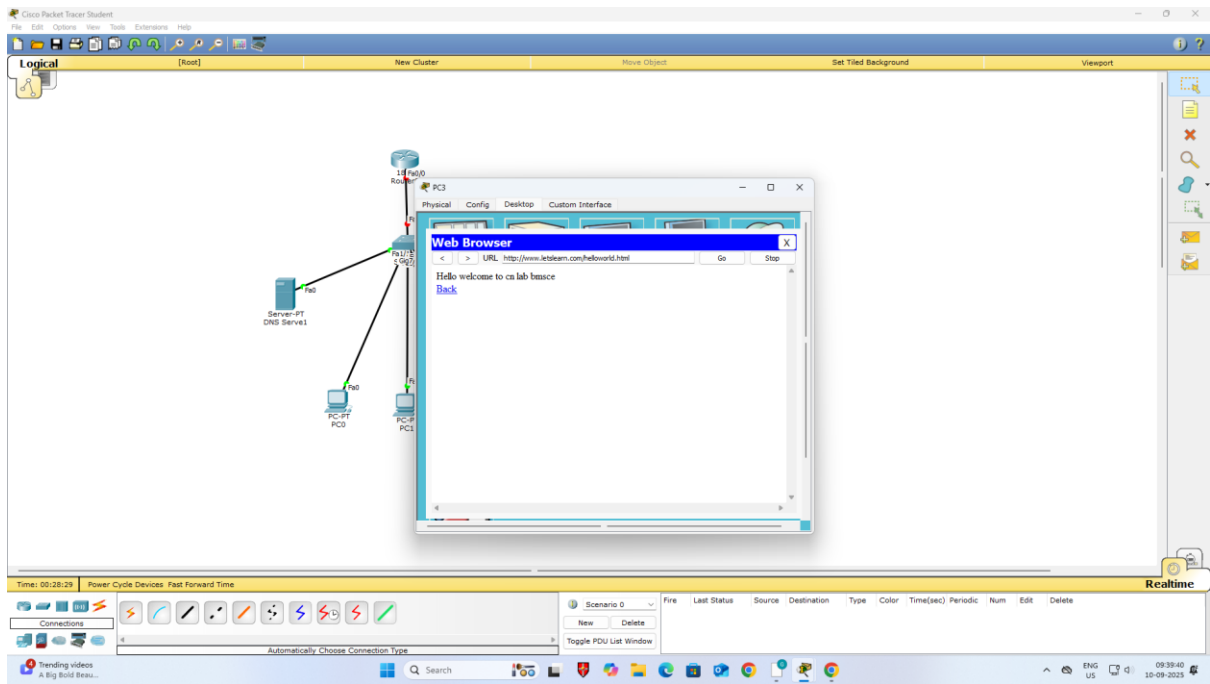 Cisco Packet Tracer Student
File Edit Options View Tools Extensions Help
Logical [Root] New Cluster Move Object Set Tiled Background Viewport
Fa0/0
PC3
Physical Config Desktop Custom Interface
Web Browser X
< > URL http://www.letslearn.com/helloworld.html Go Stop
Hello welcome to cn lab bmsce
Back
Fa0
Server-PT
DNS Serve1
Fa0
PC-PT
PC0
PC1
Time: 00:28:29 Power Cycle Devices Fast Forward Time Realtime
Connections
Automatically Choose Connection Type
Scenario 0
New Delete
Toggle PDU List Window
Fire Last Status Source Destination Type Color Time(sec) Periodic Num Edit Delete
Trending videos
A Big Bold Beau...
Search
ENG
US
09:39:40
10-09-2025